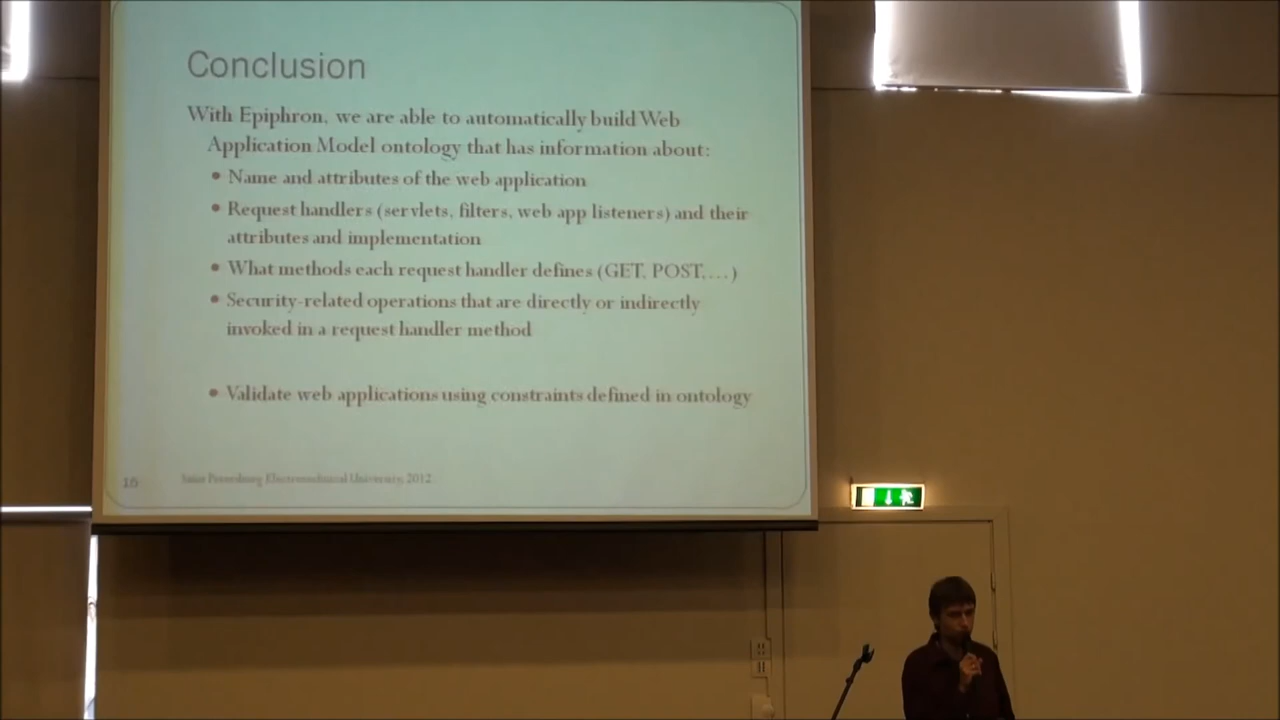 Conclusion
With Epiphron, we are able to automatically build Web
Application Model ontology that has information about:
• Name and attributes of the web application
• Request handlers (servlets, filters, web app listeners) and their
attributes and implementation
• What methods each request handler defines (GET, POST,…)
• Security-related operations that are directly or indirectly
invoked in a request handler method
• Validate web applications using constraints defined in ontology
16
Saint Petersburg Electrotechnical University, 2012